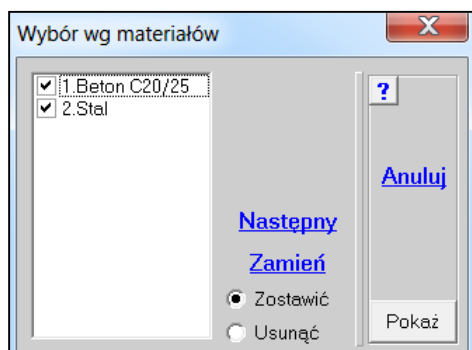 Wybór wg materiałów
X
1.Beton C20/25
2.Stal
?
Anuluj
Następny
Zamień
Zostawić
Usunąć
Pokaż